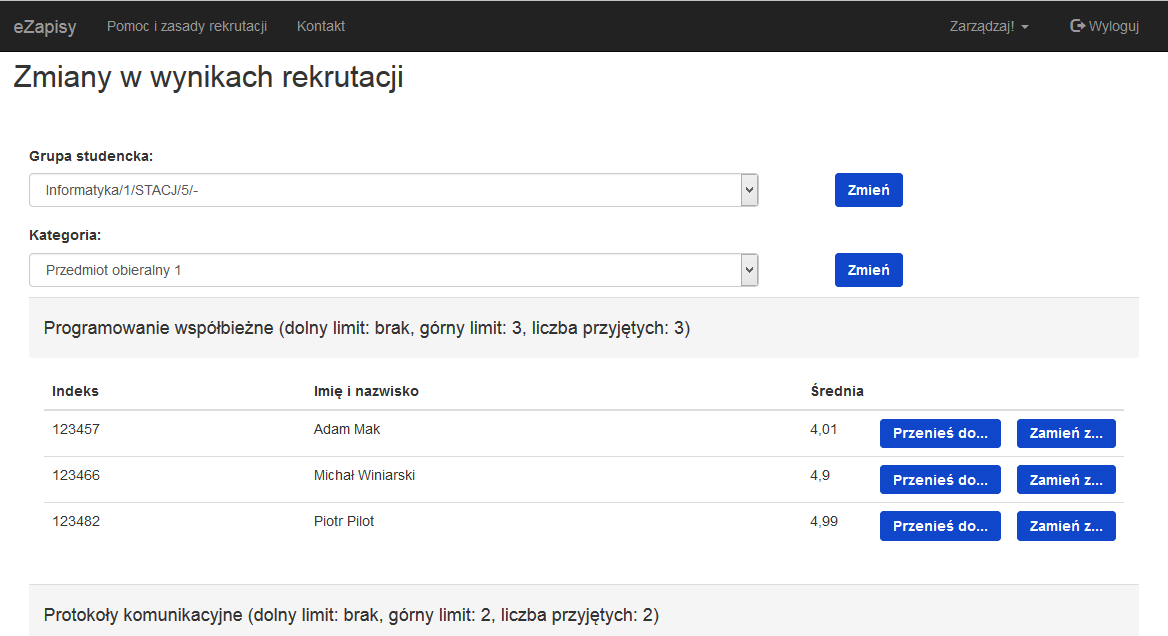 eZapisy Pomoc i zasady rekrutacji Kontakt Zarządzaj! Wyloguj
Zmiany w wynikach rekrutacji
Grupa studencka:
Informatyka/1/STACJ/5/- Zmień
Kategoria:
Przedmiot obieralny 1 Zmień
Programowanie współbieżne (dolny limit: brak, górny limit: 3, liczba przyjętych: 3)
Indeks Imię i nazwisko Średnia
123457 Adam Mak 4,01 Przenieś do... Zamień z...
123466 Michał Winiarski 4,9 Przenieś do... Zamień z...
123482 Piotr Pilot 4,99 Przenieś do... Zamień z...
Protokoły komunikacyjne (dolny limit: brak, górny limit: 2, liczba przyjętych: 2)